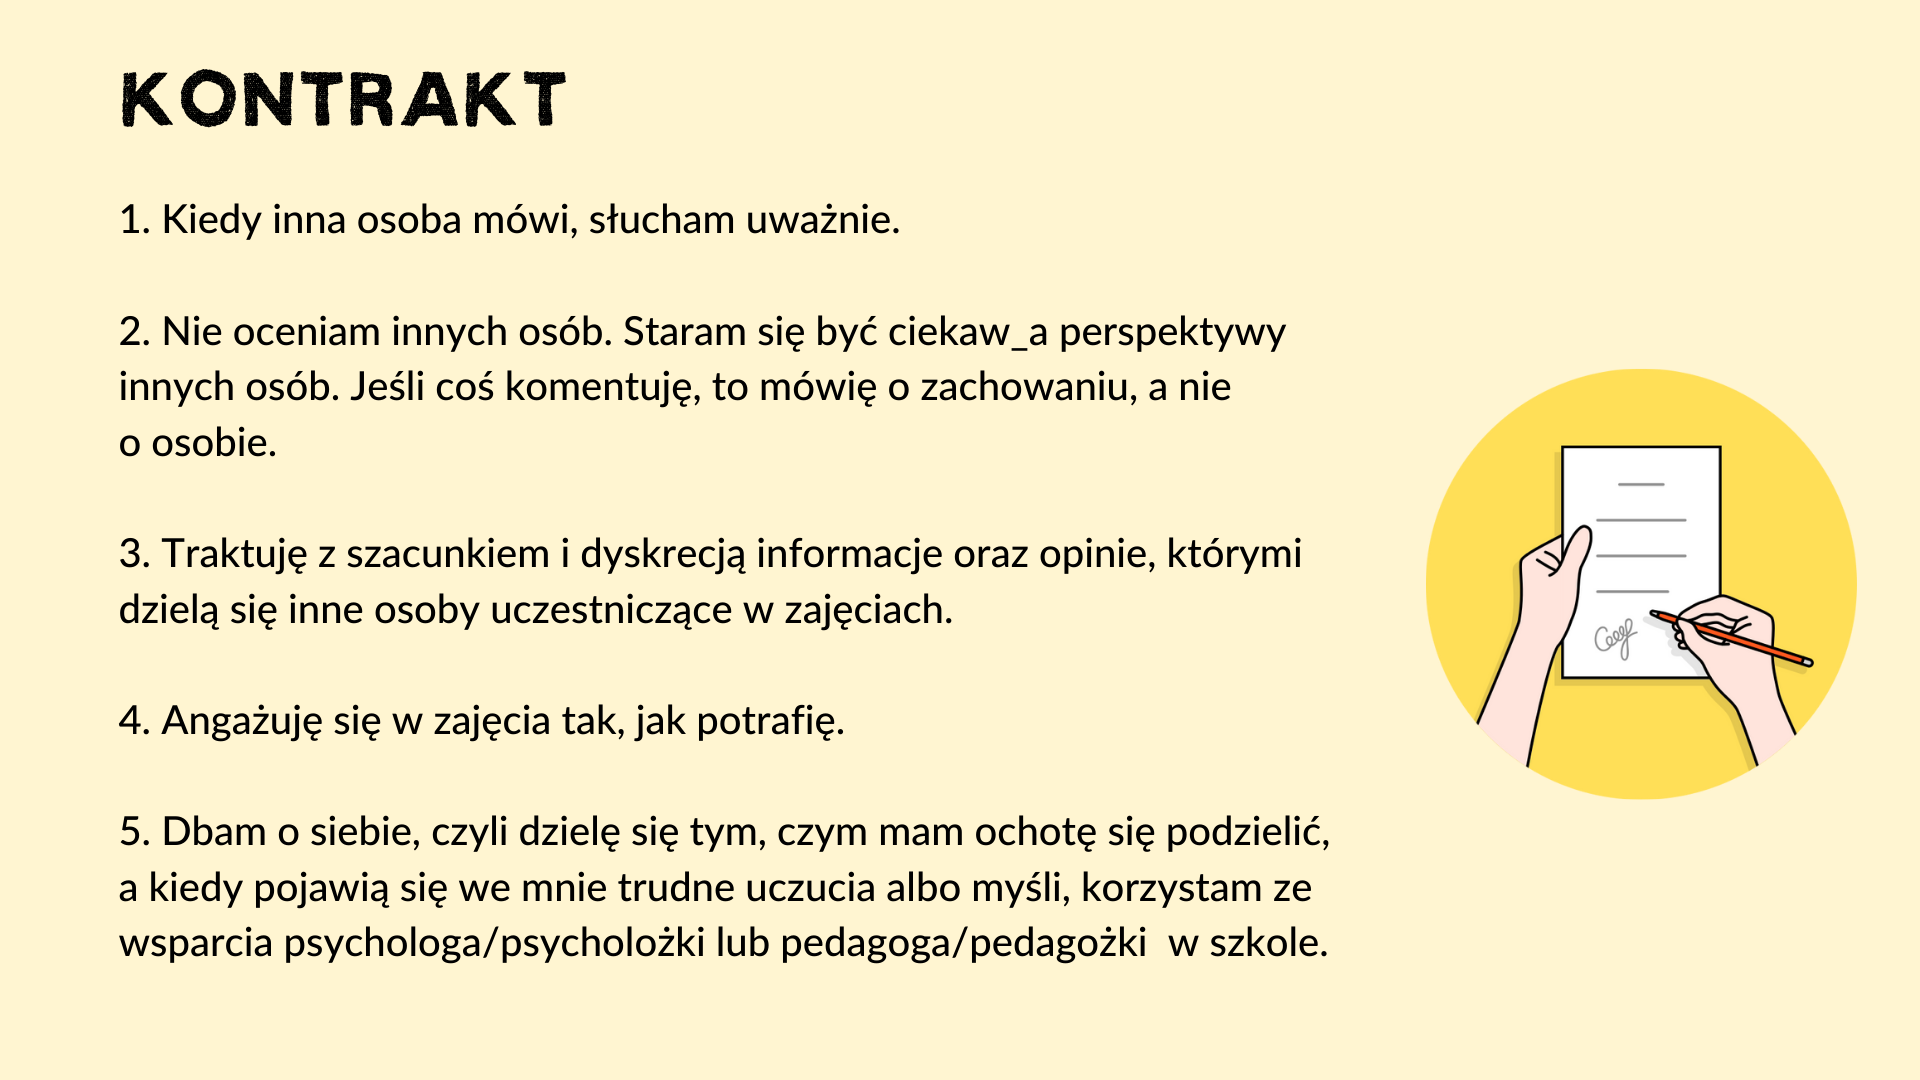 KONTRAKT
1. Kiedy inna osoba mówi, słucham uważnie.
2. Nie oceniam innych osób. Staram się być ciekaw_a perspektywy
innych osób. Jeśli coś komentuję, to mówię o zachowaniu, a nie
o osobie.
3. Traktuję z szacunkiem i dyskrecją informacje oraz opinie, którymi
dzielą się inne osoby uczestniczące w zajęciach.
4. Angażuję się w zajęcia tak, jak potrafię.
5. Dbam o siebie, czyli dzielę się tym, czym mam ochotę się podzielić,
a kiedy pojawią się we mnie trudne uczucia albo myśli, korzystam ze
wsparcia psychologa/psycholożki lub pedagoga/pedagożki  w szkole.